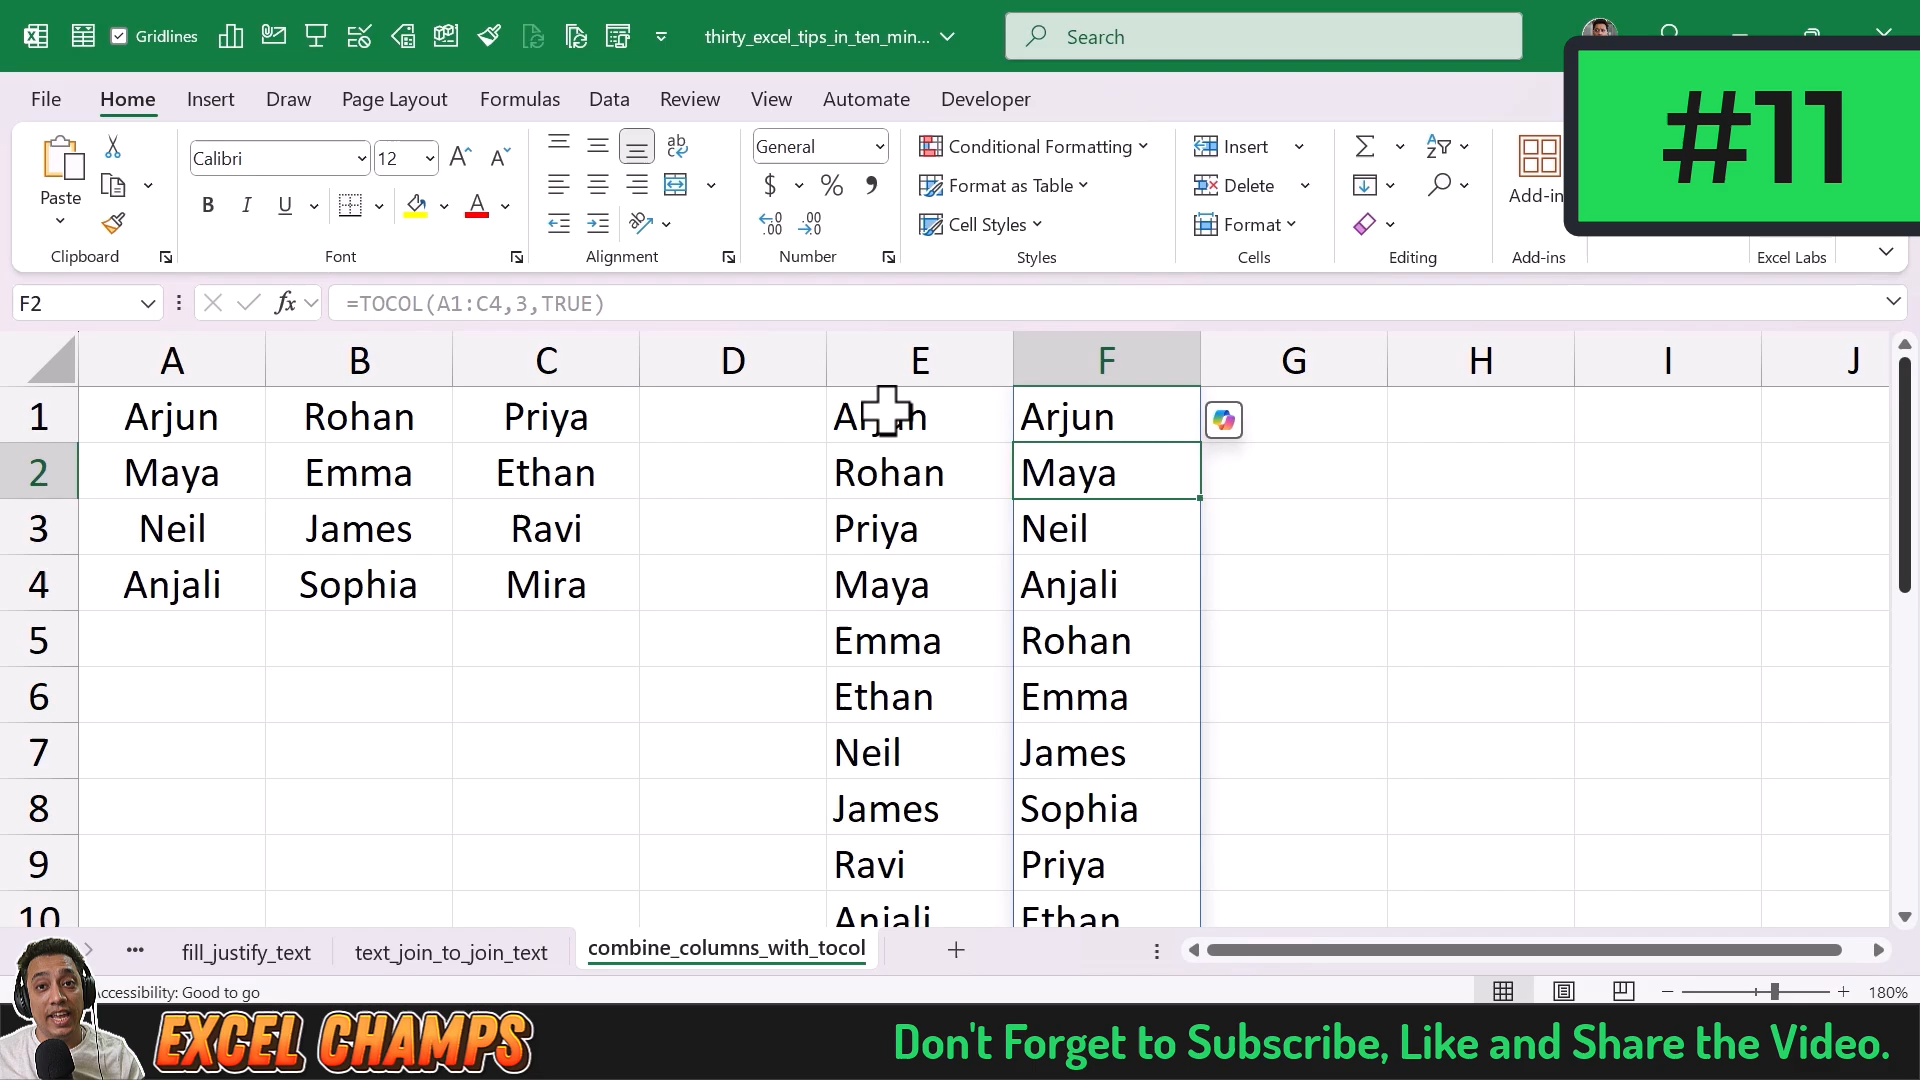 Gridlines
thirty_excel_tips_in_ten_min...
Search
#11
File Home Insert Draw Page Layout Formulas Data Review View Automate Developer
Paste
Calibri 12
General
Conditional Formatting
Format as Table
Cell Styles
Insert
Delete
Format
Add-in
Clipboard Font Alignment Number Styles Cells Editing Add-ins Excel Labs
F2 =TOCOL(A1:C4,3,TRUE)
A B C D E F G H I J
1 Arjun Rohan Priya Arjun
2 Maya Emma Ethan Rohan Maya
3 Neil James Ravi Priya Neil
4 Anjali Sophia Mira Maya Anjali
5 Emma Rohan
6 Ethan Emma
7 Neil James
8 James Sophia
9 Ravi Priya
10 Anjali Ethan
fill_justify_text text_join_to_join_text combine_columns_with_tocol
Accessibility: Good to go
180%
EXCEL CHAMPS
Don't Forget to Subscribe, Like and Share the Video.